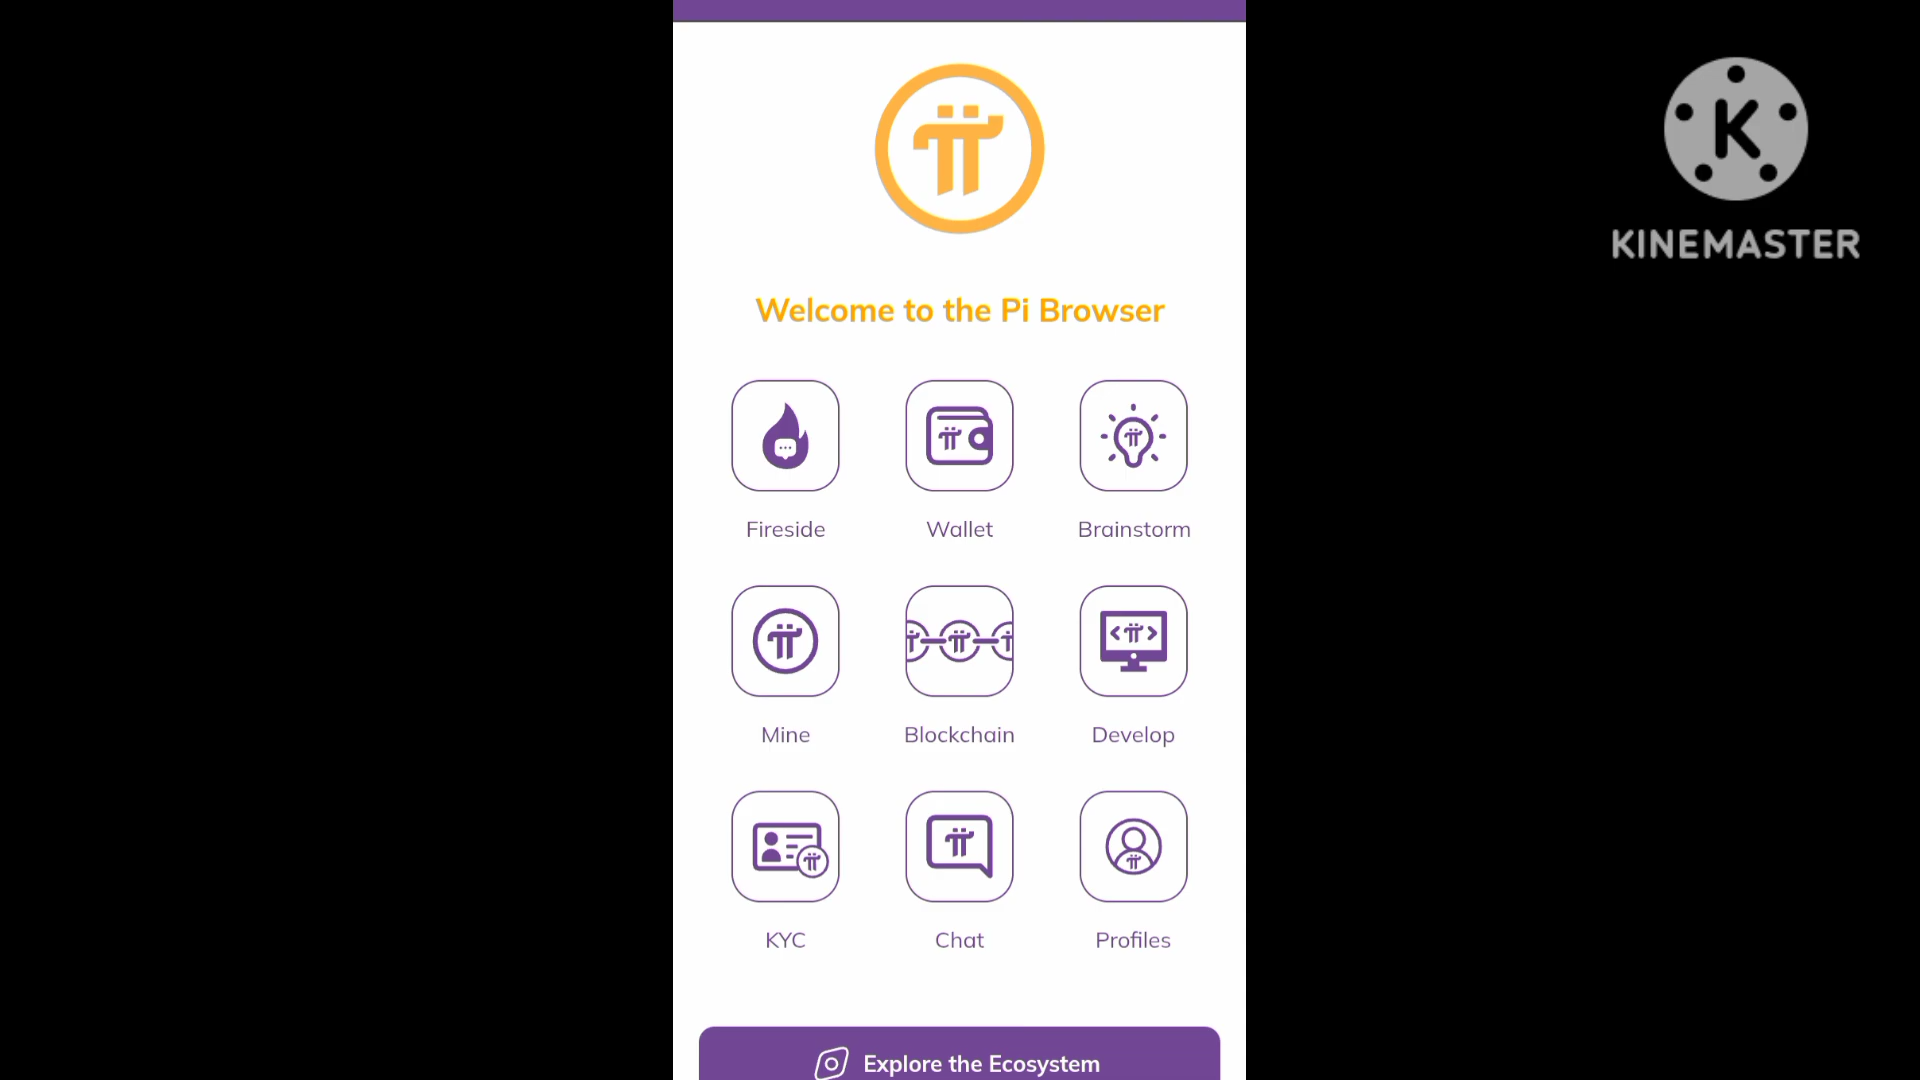 KINEMASTER
Welcome to the Pi Browser
Fireside
Wallet
Brainstorm
Mine
Blockchain
Develop
KYC
Chat
Profiles
Explore the Ecosystem